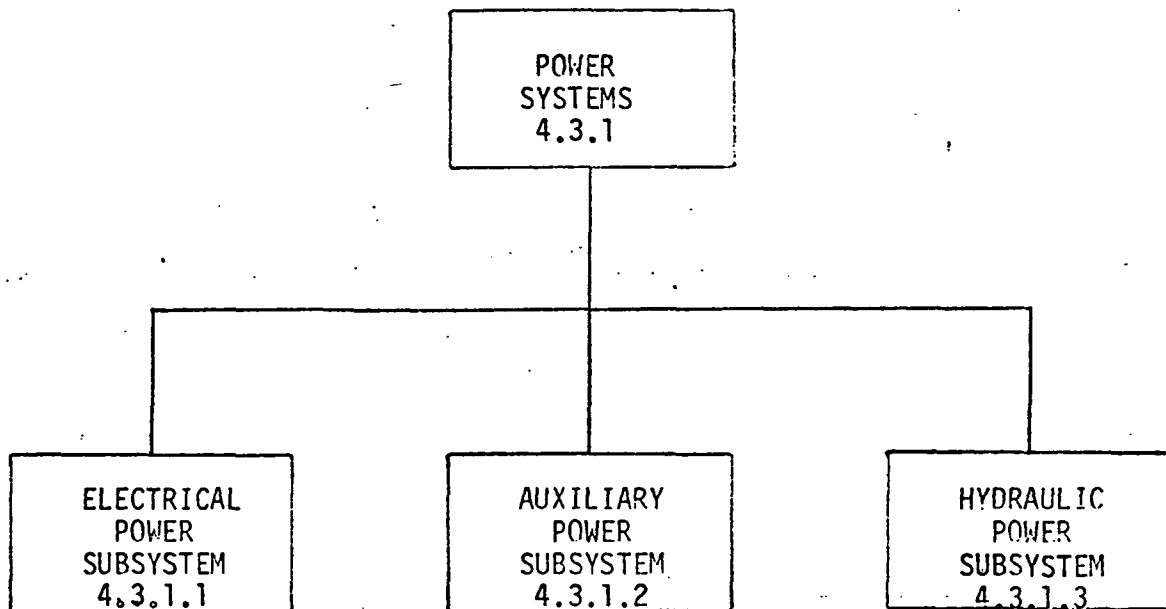 POWER
SYSTEMS
4.3.1
ELECTRICAL
POWER
SUBSYSTEM
4.3.1.1
AUXILIARY
POWER
SUBSYSTEM
4.3.1.2
HYDRAULIC
POWER
SUBSYSTEM
4.3.1.3